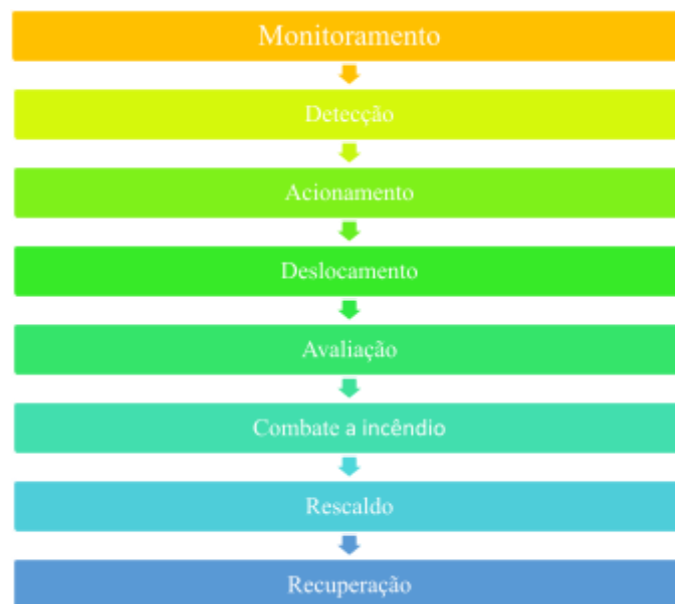 Monitoramento
Detecção
Acionamento
Deslocamento
Avaliação
Combate a incêndio
Rescaldo
Recuperação